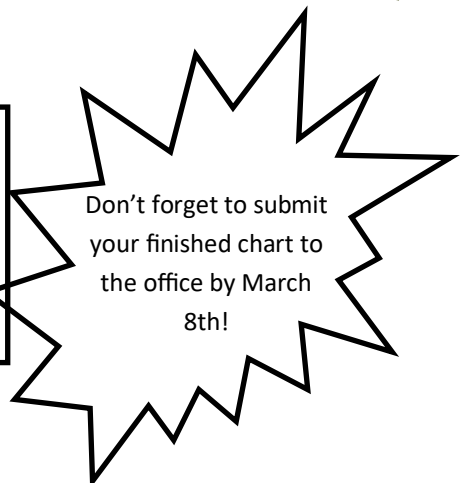 Don’t forget to submit
your finished chart to
the office by March
8th!